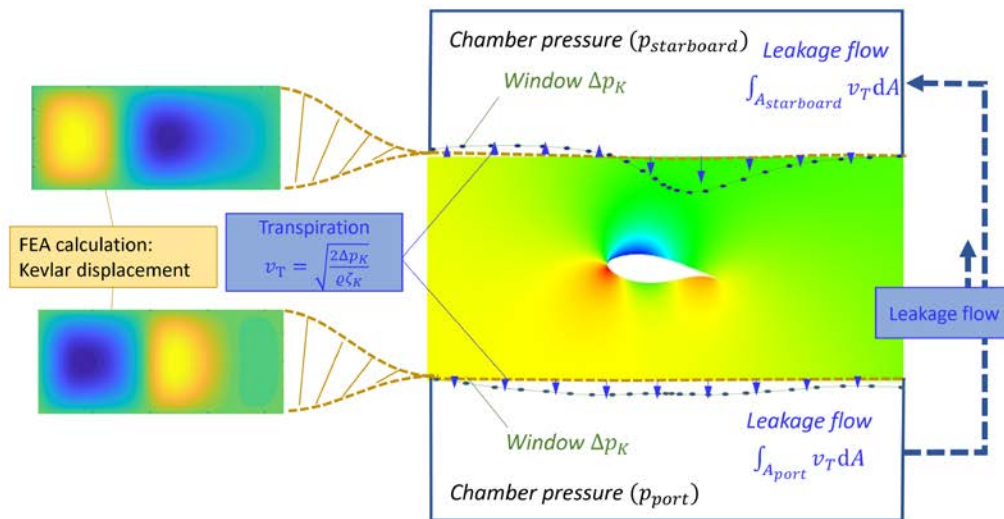 Chamber pressure (p_starboard)
Window Δp_K
Leakage flow
∫_{A_starboard} v_T dA
FEA calculation:
Kevlar displacement
Transpiration
v_T = √(2Δp_K / ϱζ_K)
Leakage flow
Window Δp_K
Leakage flow
∫_{A_port} v_T dA
Chamber pressure (p_port)